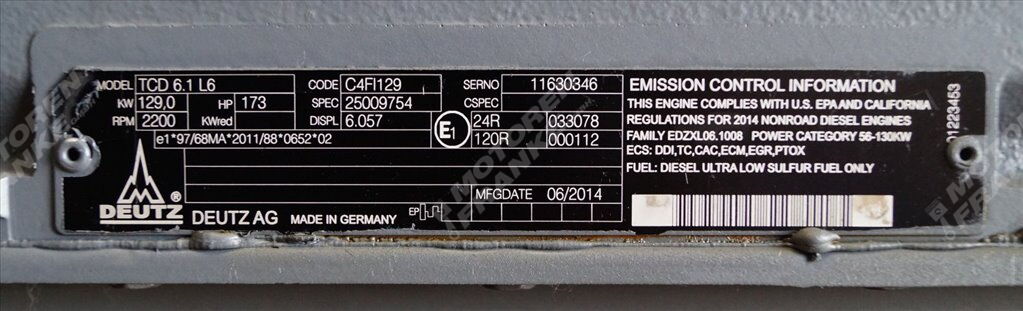 MODEL TCD 6.1 L6 CODE C4FI129 SERNO 11630346
KW 129,0 HP 173 SPEC 25009754 CSPEC
RPM 2200 KWred DISPL 6.057 E1 24R 033078
e1*97/68MA*2011/88*0652*02 120R 000112
MFGDATE 06/2014
DEUTZ ® DEUTZ AG MADE IN GERMANY EP
EMISSION CONTROL INFORMATION
THIS ENGINE COMPLIES WITH U.S. EPA AND CALIFORNIA
REGULATIONS FOR 2014 NONROAD DIESEL ENGINES
FAMILY EDZXL06.1008 POWER CATEGORY 56-130KW
ECS: DDI,TC,CAC,ECM,EGR,PTOX
FUEL: DIESEL ULTRA LOW SULFUR FUEL ONLY
01223453
MOTOREN FRANK